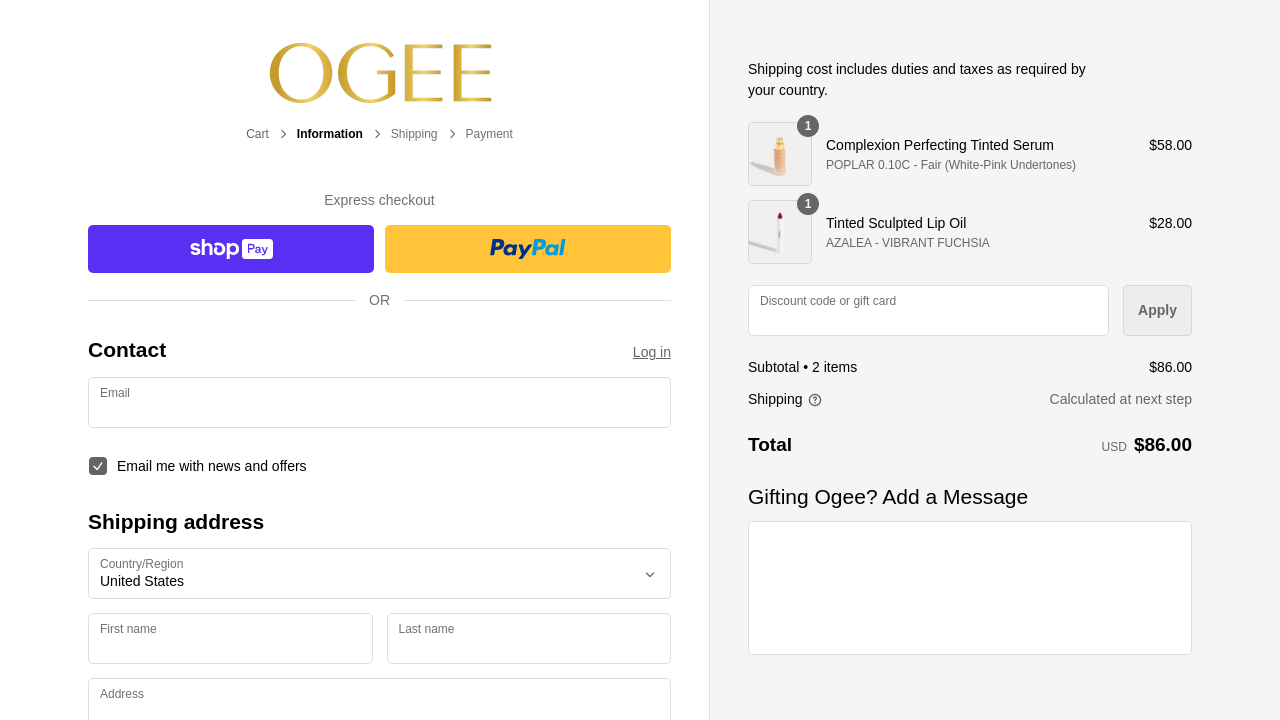 OGEE
Cart > Information > Shipping > Payment
Express checkout
shop Pay
PayPal
OR
Contact
Log in
Email
Email me with news and offers
Shipping address
Country/Region
United States
First name
Last name
Address
Shipping cost includes duties and taxes as required by
your country.
1
Complexion Perfecting Tinted Serum
$58.00
POPLAR 0.10C - Fair (White-Pink Undertones)
1
Tinted Sculpted Lip Oil
$28.00
AZALEA - VIBRANT FUCHSIA
Discount code or gift card
Apply
Subtotal • 2 items
$86.00
Shipping
Calculated at next step
Total
USD $86.00
Gifting Ogee? Add a Message